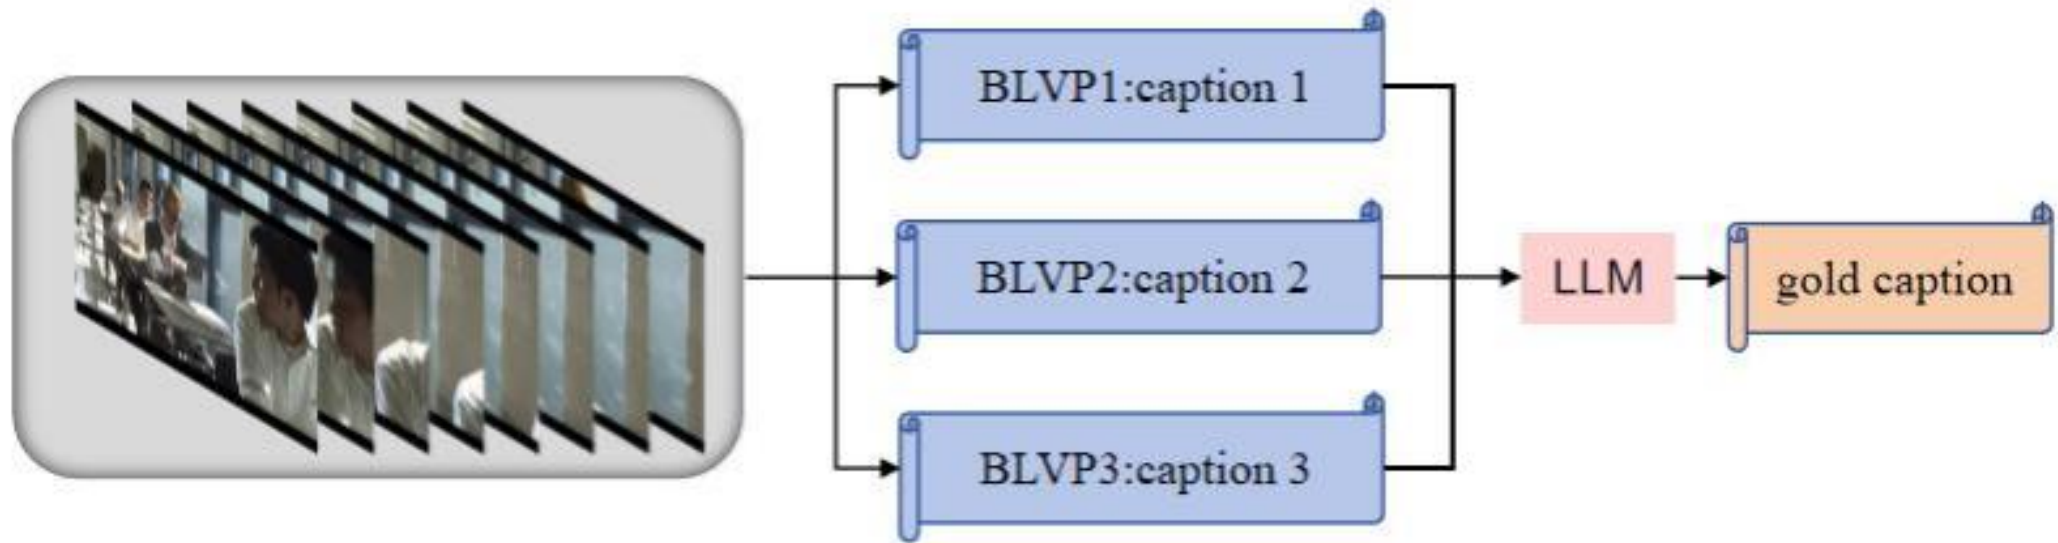 BLVP1:caption 1
BLVP2:caption 2
BLVP3:caption 3
LLM
gold caption